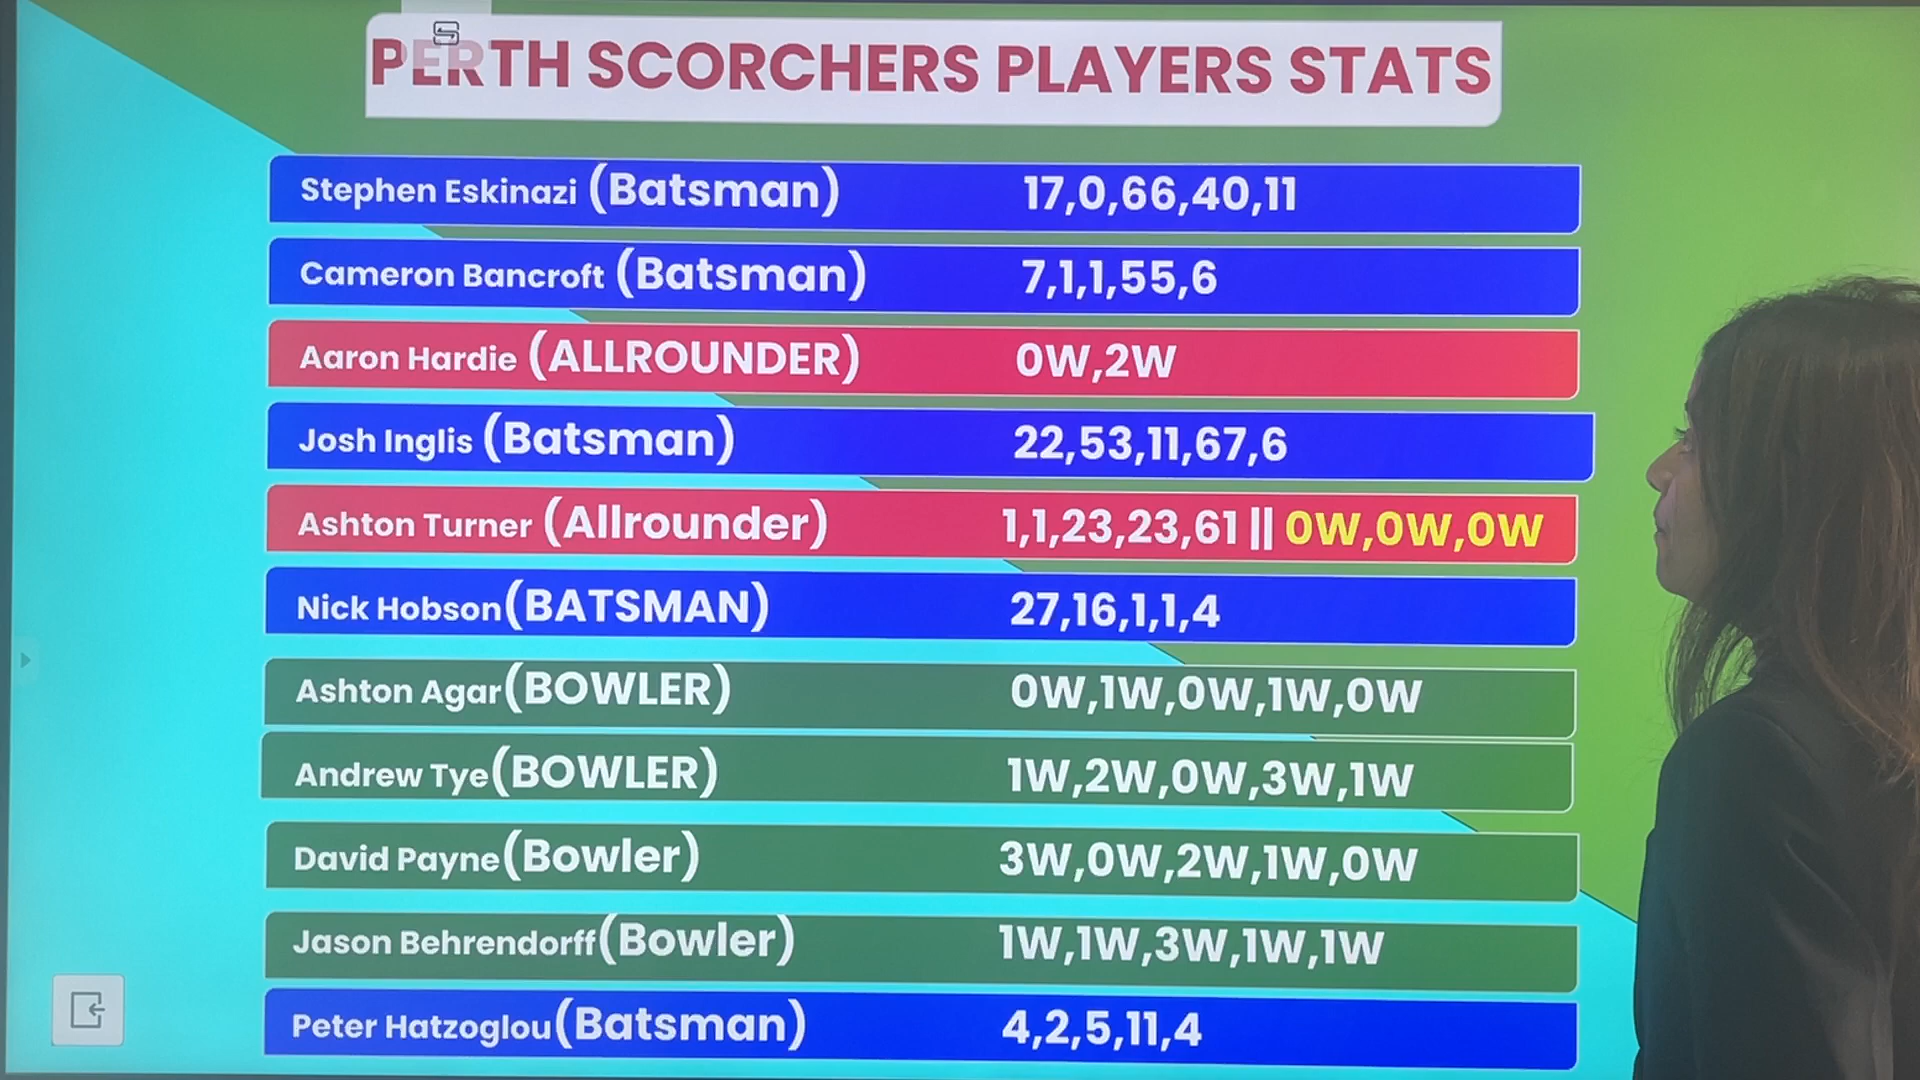 PERTH SCORCHERS PLAYERS STATS
Stephen Eskinazi (Batsman) 17,0,66,40,11
Cameron Bancroft (Batsman) 7,1,1,55,6
Aaron Hardie (ALLROUNDER) 0W,2W
Josh Inglis (Batsman) 22,53,11,67,6
Ashton Turner (Allrounder) 1,1,23,23,61 || 0W,0W,0W
Nick Hobson(BATSMAN) 27,16,1,1,4
Ashton Agar(BOWLER) 0W,1W,0W,1W,0W
Andrew Tye(BOWLER) 1W,2W,0W,3W,1W
David Payne(Bowler) 3W,0W,2W,1W,0W
Jason Behrendorff(Bowler) 1W,1W,3W,1W,1W
Peter Hatzoglou(Batsman) 4,2,5,11,4